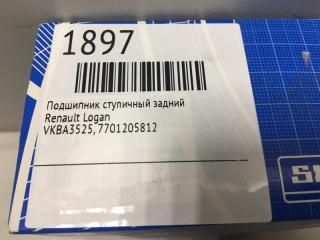 1897
Подшипник ступичный задний
Renault Logan
VKBA3525, 7701205812